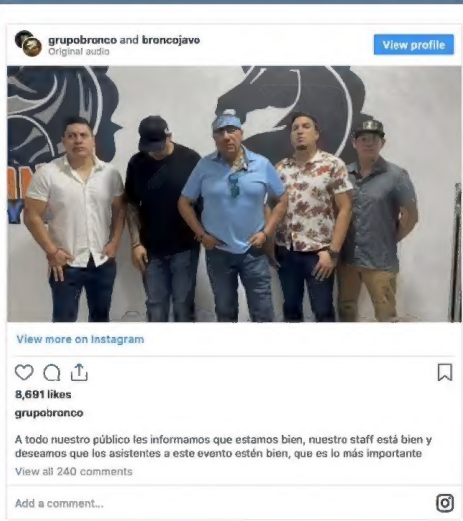 grupobronco and broncojavo
Original audio
View profile
View more on Instagram
8,691 likes
grupobronco
A todo nuestro público les informamos que estamos bien, nuestro staff está bien y
deseamos que los asistentes a este evento estén bien, que es lo más importante
View all 240 comments
Add a comment...